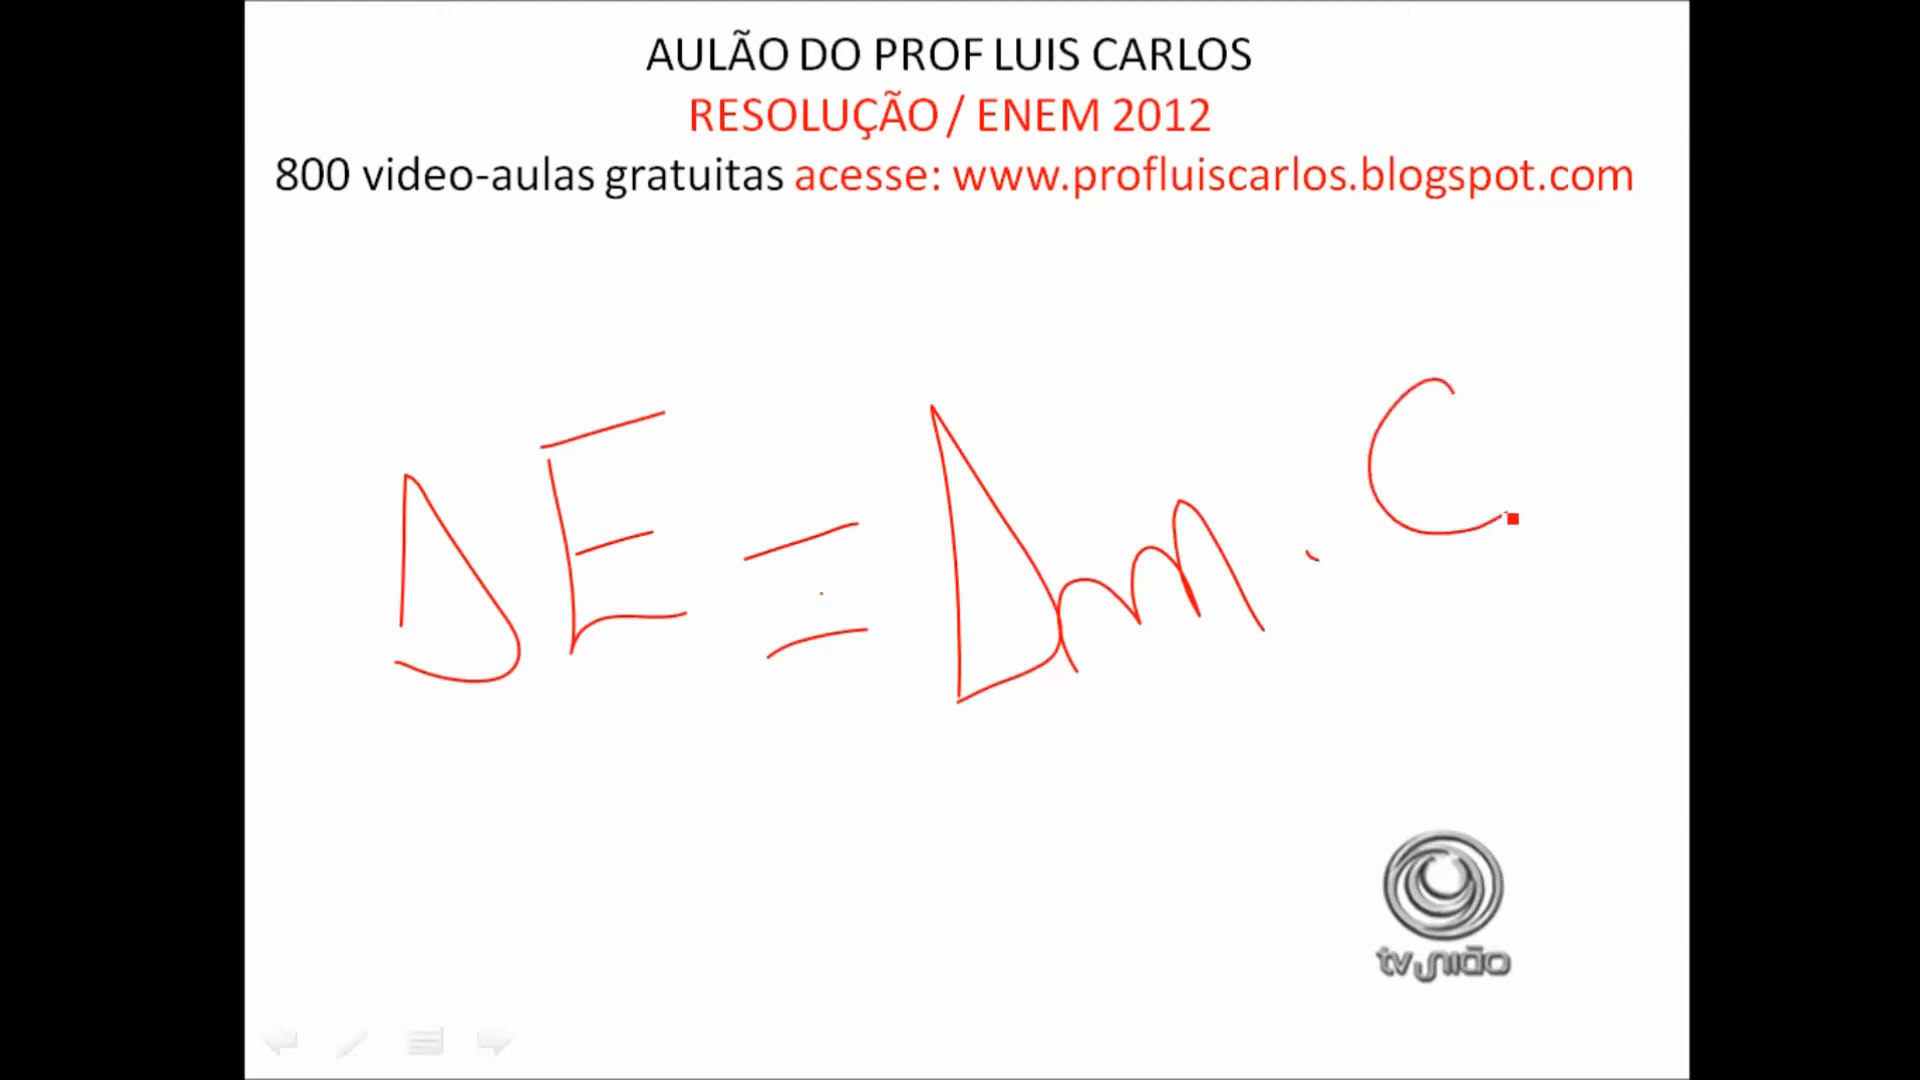 AULÃO DO PROF LUIS CARLOS
RESOLUÇÃO / ENEM 2012
800 video-aulas gratuitas acesse: www.profluiscarlos.blogspot.com
ΔE = Δm . C
tv união